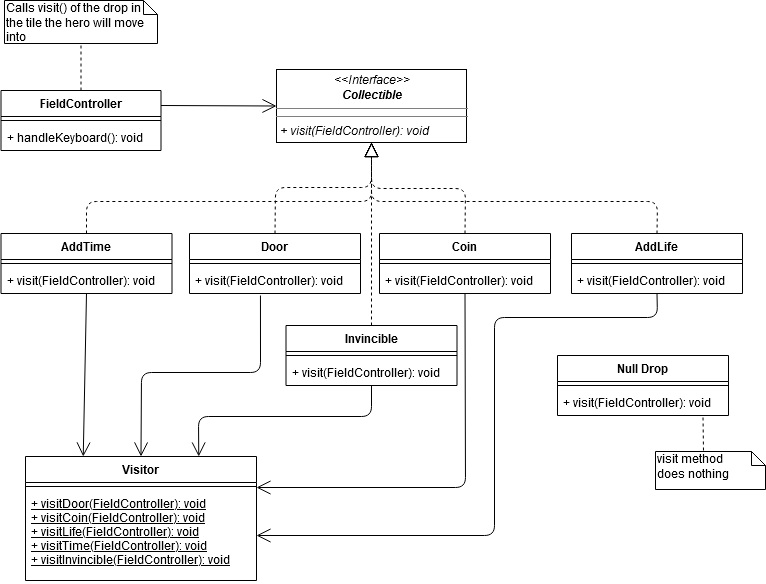 Calls visit() of the drop in
the tile the hero will move
into
FieldController
+ handleKeyboard(): void
<<Interface>>
Collectible
+ visit(FieldController): void
AddTime
+ visit(FieldController): void
Door
+ visit(FieldController): void
Coin
+ visit(FieldController): void
AddLife
+ visit(FieldController): void
Invincible
+ visit(FieldController): void
Null Drop
+ visit(FieldController): void
visit method
does nothing
Visitor
+ visitDoor(FieldController): void
+ visitCoin(FieldController): void
+ visitLife(FieldController): void
+ visitTime(FieldController): void
+ visitInvincible(FieldController): void